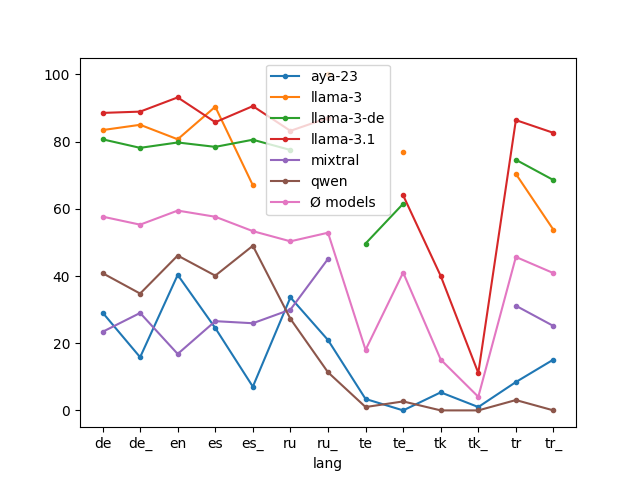 100
80
60
40
20
0
aya-23
llama-3
llama-3-de
llama-3.1
mixtral
qwen
Ø models
de de_ en es es_ ru ru_ te te_ tk tk_ tr tr_
lang